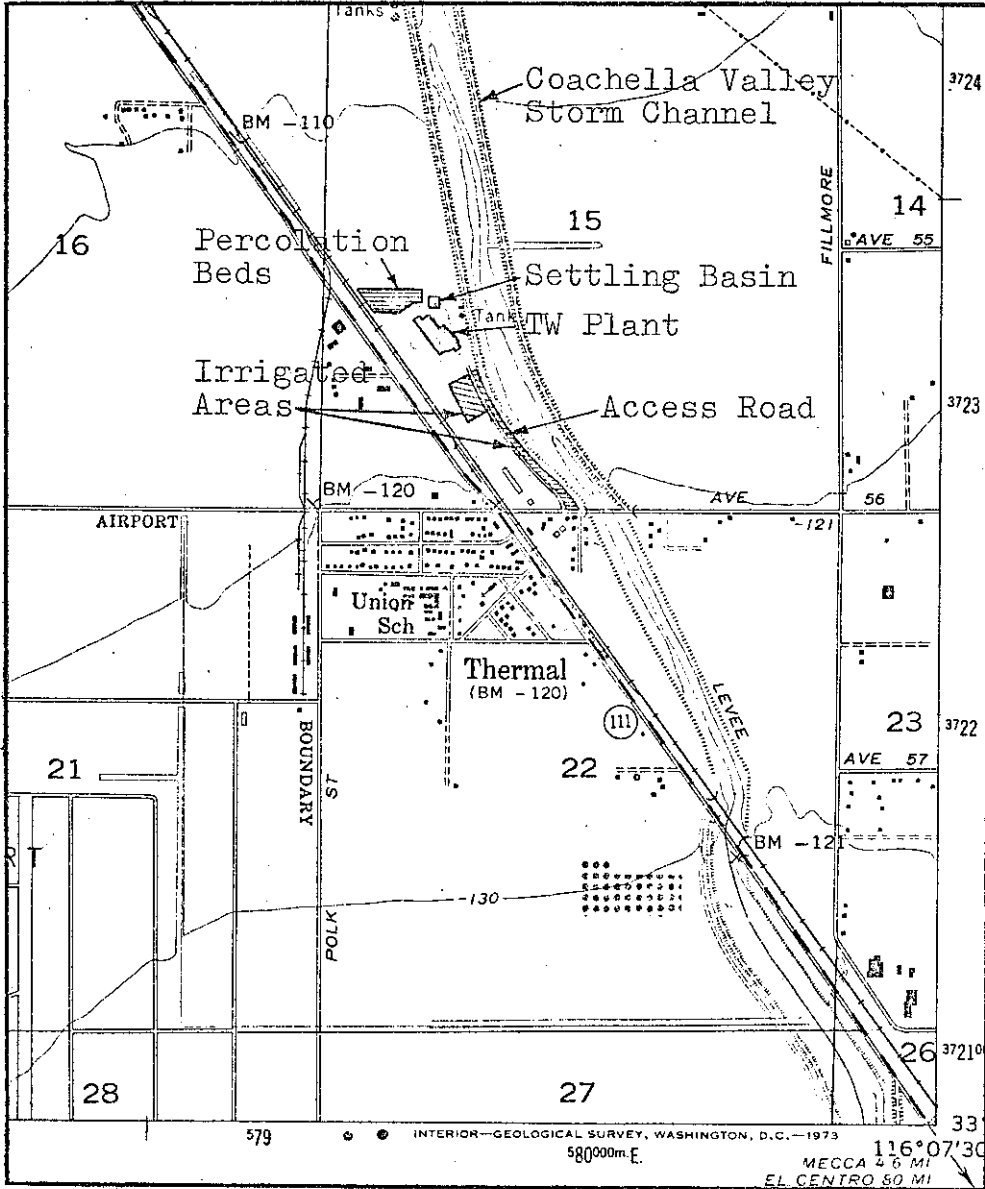 Tanks
Coachella Valley
Storm Channel
3724
BM -110
FILLMORE
14
15
16
AVE 55
Percolation
Beds
Settling Basin
Tank
TW Plant
Irrigated
Areas
Access Road
3723
BM -120
AVE
56
AIRPORT
-121
Union
Sch
Thermal
(BM - 120)
LEVEE
111
23
3722
BOUNDARY
ST
21
22
AVE 57
R T
BM -121
-130
POLK
26
3721
28
27
33
579
INTERIOR—GEOLOGICAL SURVEY, WASHINGTON, D.C.—1973
580000m.E.
116°07'30
MECCA 4.6 MI
EL CENTRO 80 MI